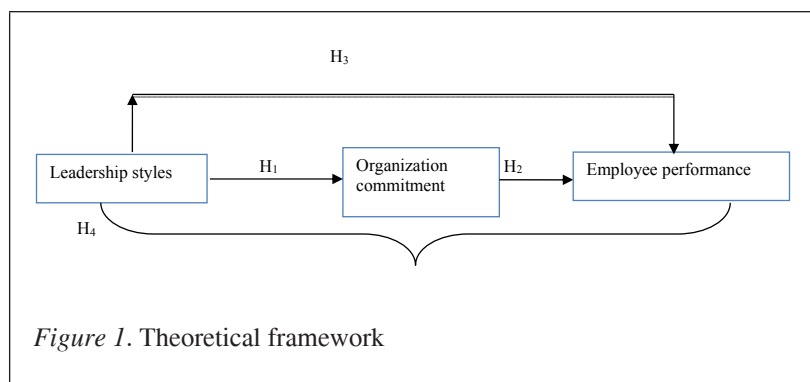 H₃
Leadership styles
H₁
Organization
commitment
H₂
Employee performance
H₄
Figure 1. Theoretical framework